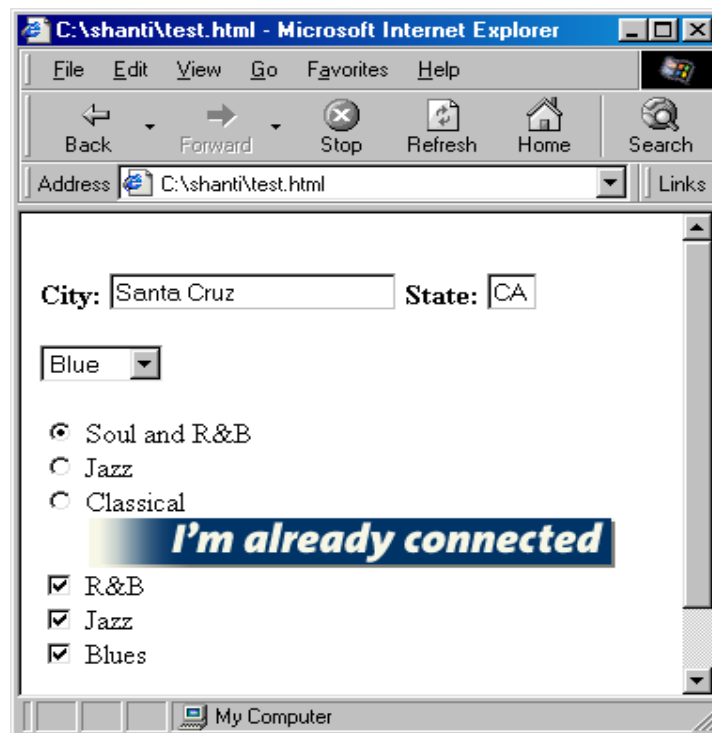 C:\shanti\test.html - Microsoft Internet Explorer
File Edit View Go Favorites Help
Back Forward Stop Refresh Home Search
Address C:\shanti\test.html Links
City: Santa Cruz State: CA
Blue
Soul and R&B
Jazz
Classical
I'm already connected
R&B
Jazz
Blues
My Computer